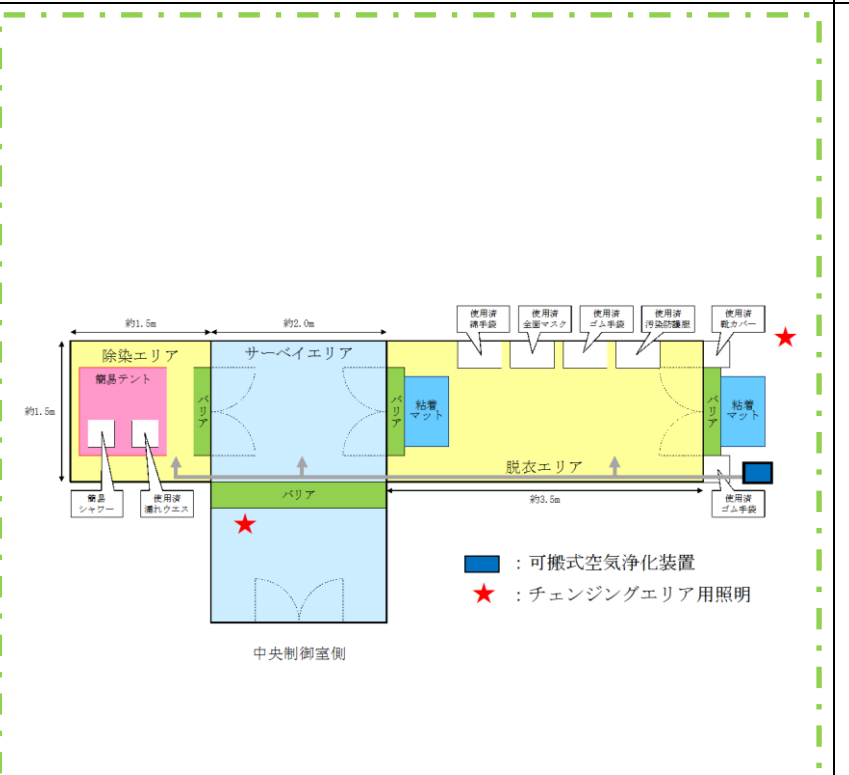 使用済
綿手袋
使用済
全面マスク
使用済
ゴム手袋
使用済
汚染防護服
使用済
靴カバー
約1.5m
約2.0m
除染エリア
サーベイエリア
簡易テント
バリア
バリア
粘着
マット
バリア
粘着
マット
約1.5m
脱衣エリア
簡易
シャワー
使用済
濡れウエス
バリア
約3.5m
使用済
ゴム手袋
:可搬式空気浄化装置
:チェンジングエリア用照明
中央制御室側